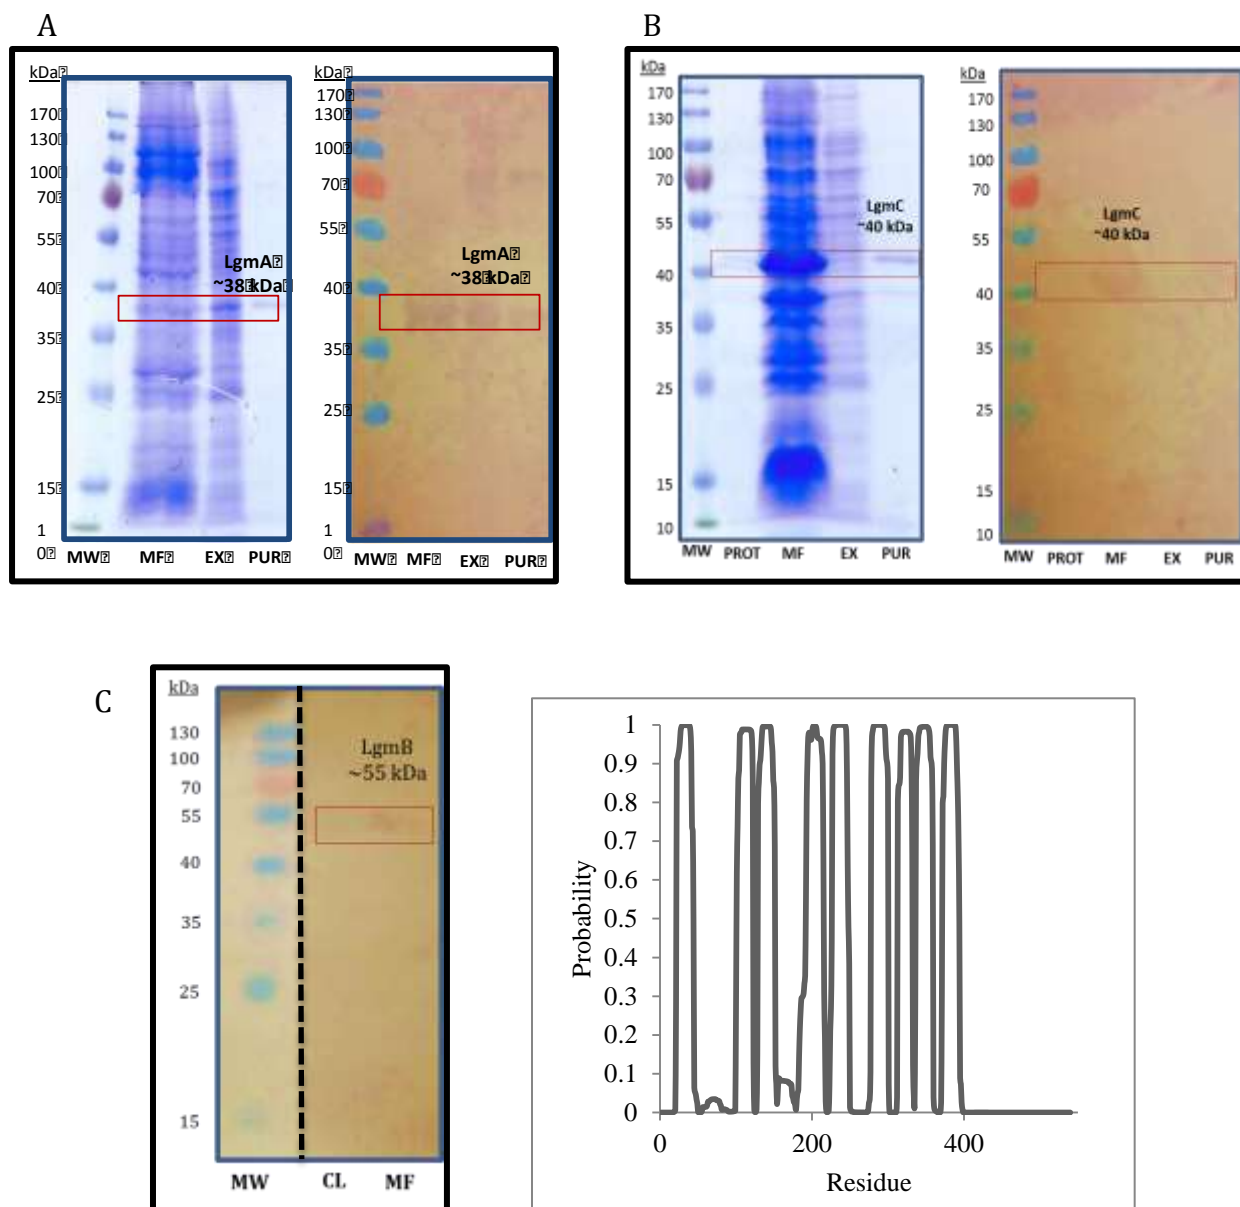 A
kDa⍰
170⍰
130⍰
100⍰
70⍰
55⍰
40⍰
35⍰
25⍰
15⍰
1
0⍰
LgmA⍰
~38⍰kDa⍰
MW⍰ MF⍰ EX⍰ PUR⍰
kDa⍰
170⍰
130⍰
100⍰
70⍰
55⍰
40⍰
35⍰
25⍰
15⍰
1
0⍰
LgmA⍰
~38⍰kDa⍰
MW⍰ MF⍰ EX⍰ PUR⍰
B
kDa
170
130
100
70
55
40
35
25
15
10
LgmC
~40 kDa
MW PROT MF EX PUR
kDa
170
130
100
70
55
40
35
25
15
10
LgmC
~40 kDa
MW PROT MF EX PUR
C
kDa
130
100
70
55
40
35
25
15
LgmB
~55 kDa
MW CL MF
1
0.9
0.8
0.7
0.6
0.5
0.4
0.3
0.2
0.1
0
Probability
0 200 400
Residue